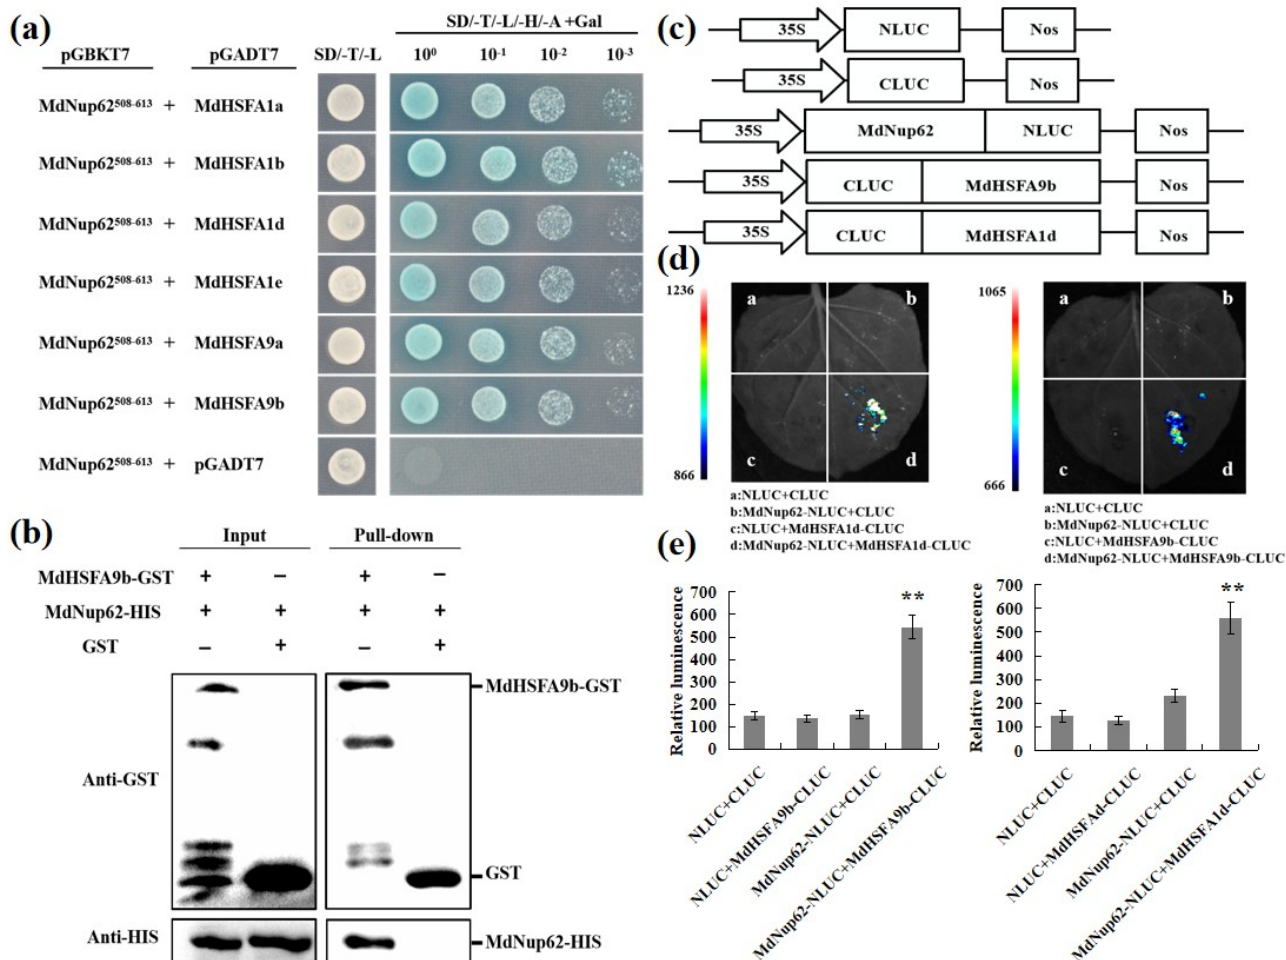 (a)
SD/-T/-L/-H/-A +Gal
pGBKT7 pGADT7 SD/-T/-L 10⁰ 10⁻¹ 10⁻² 10⁻³
MdNup62⁵⁰⁸⁻⁶¹³ + MdHSFA1a
MdNup62⁵⁰⁸⁻⁶¹³ + MdHSFA1b
MdNup62⁵⁰⁸⁻⁶¹³ + MdHSFA1d
MdNup62⁵⁰⁸⁻⁶¹³ + MdHSFA1e
MdNup62⁵⁰⁸⁻⁶¹³ + MdHSFA9a
MdNup62⁵⁰⁸⁻⁶¹³ + MdHSFA9b
MdNup62⁵⁰⁸⁻⁶¹³ + pGADT7
(b)
Input Pull-down
MdHSFA9b-GST + – + –
MdNup62-HIS + + + +
GST – + – +
MdHSFA9b-GST
Anti-GST
GST
Anti-HIS
MdNup62-HIS
(c)
35S NLUC Nos
35S CLUC Nos
35S MdNup62 NLUC Nos
35S CLUC MdHSFA9b Nos
35S CLUC MdHSFA1d Nos
(d)
1236
866
a b
c d
a:NLUC+CLUC
b:MdNup62-NLUC+CLUC
c:NLUC+MdHSFA1d-CLUC
d:MdNup62-NLUC+MdHSFA1d-CLUC
1065
666
a b
c d
a:NLUC+CLUC
b:MdNup62-NLUC+CLUC
c:NLUC+MdHSFA9b-CLUC
d:MdNup62-NLUC+MdHSFA9b-CLUC
(e)
Relative luminescence
700
600
500
400
300
200
100
0
**
NLUC+CLUC
NLUC+MdHSFA9b-CLUC
MdNup62-NLUC+CLUC
MdNup62-NLUC+MdHSFA9b-CLUC
Relative luminescence
700
600
500
400
300
200
100
0
**
NLUC+CLUC
NLUC+MdHSFAd-CLUC
MdNup62-NLUC+CLUC
MdNup62-NLUC+MdHSFA1d-CLUC